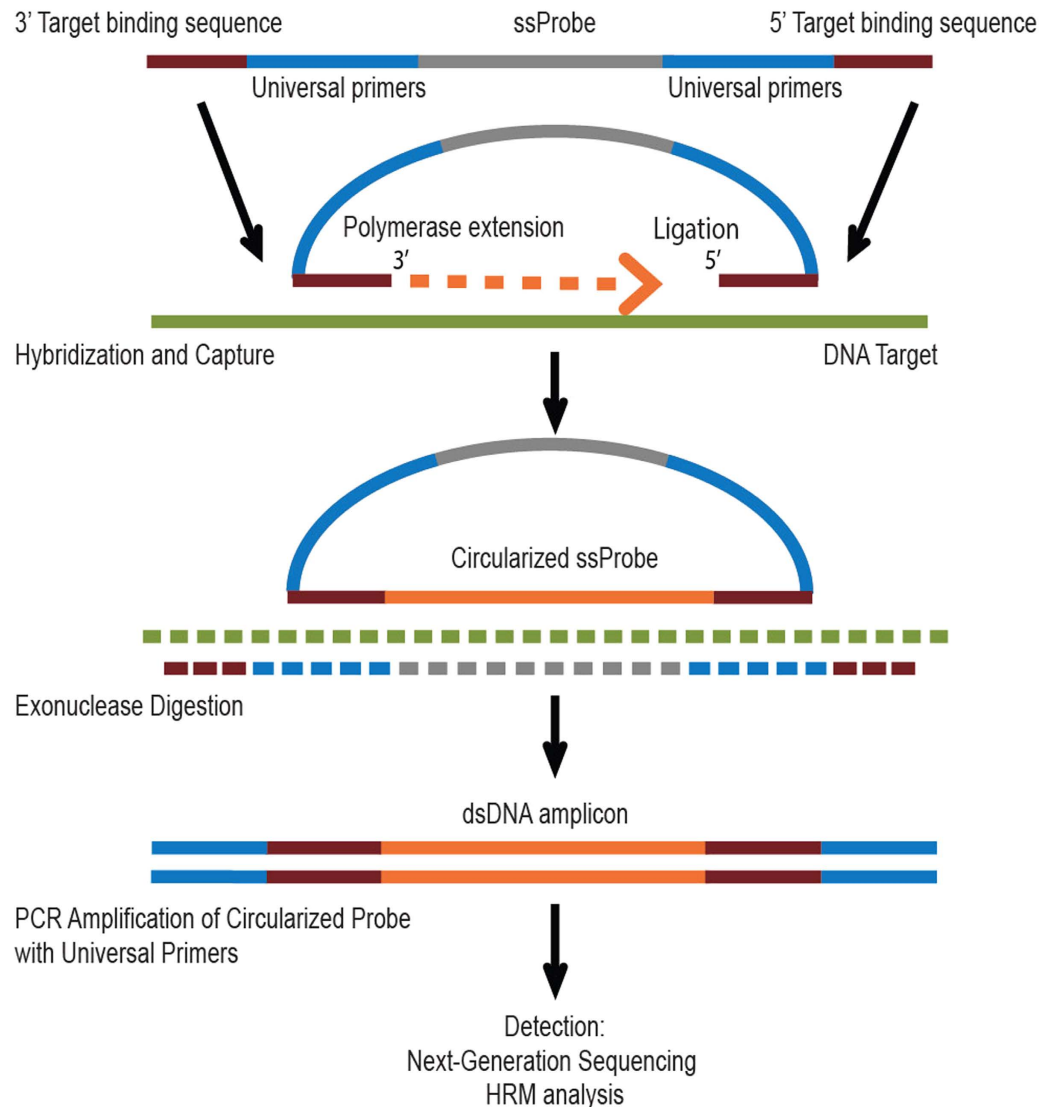 3’ Target binding sequence
ssProbe
5’ Target binding sequence
Universal primers
Universal primers
Polymerase extension
Ligation
3’
5’
Hybridization and Capture
DNA Target
Circularized ssProbe
Exonuclease Digestion
dsDNA amplicon
PCR Amplification of Circularized Probe
with Universal Primers
Detection:
Next-Generation Sequencing
HRM analysis